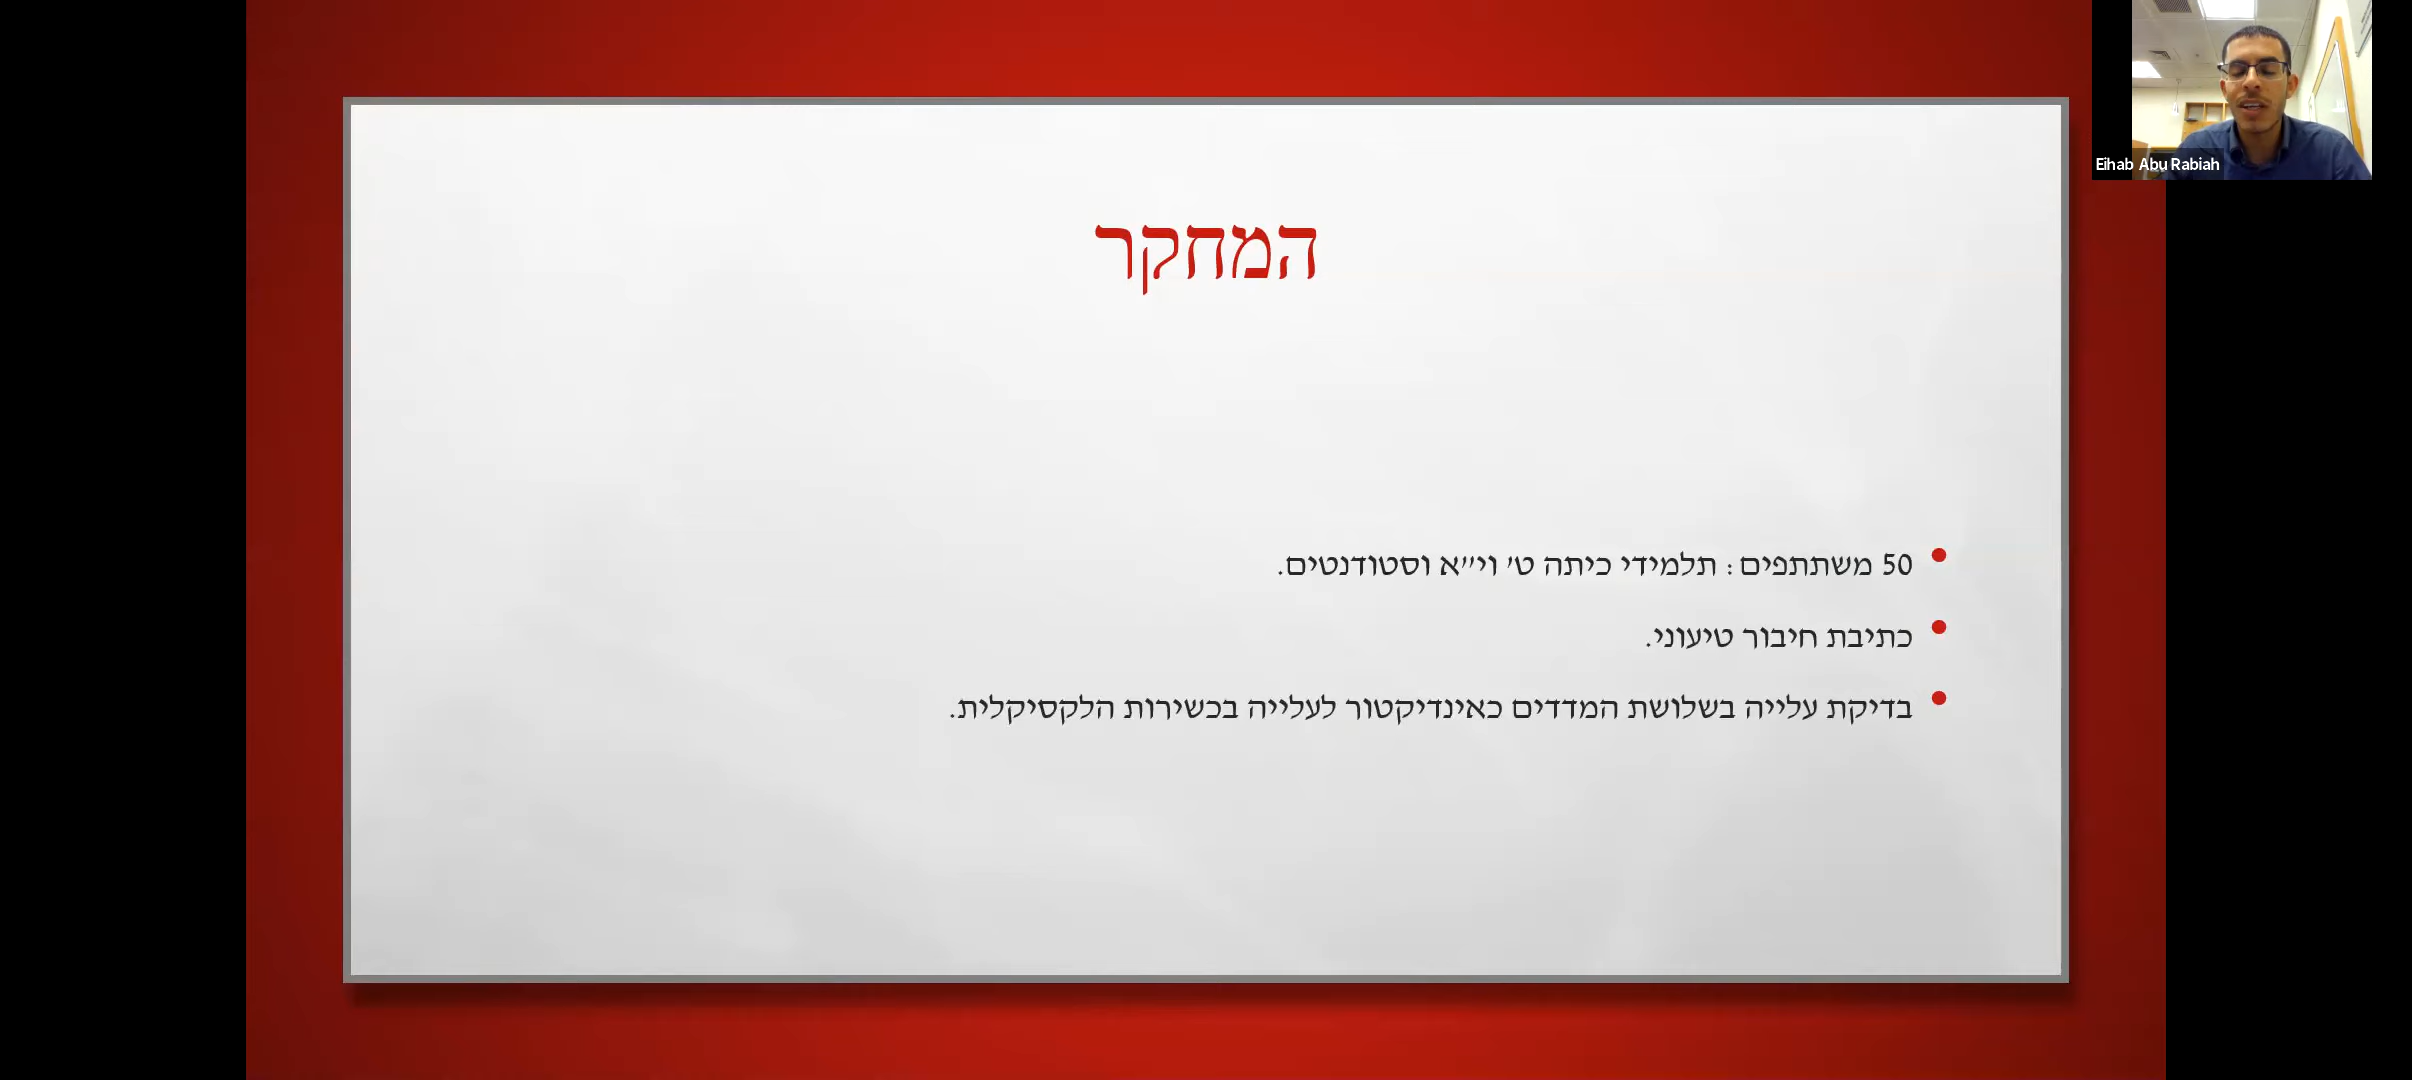 המחקר
50 משתתפים: תלמידי כיתה ט' וי"א וסטודנטים.
כתיבת חיבור טיעוני.
בדיקת עלייה בשלושת המדדים כאינדיקטור לעלייה בכשירות הלקסיקלית.
Eihab Abu Rabiah